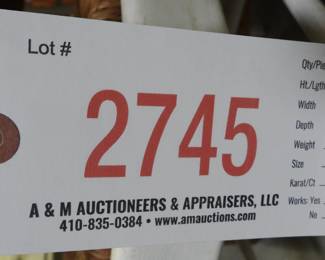 Lot #
2745
A & M AUCTIONEERS & APPRAISERS, LLC
410-835-0384 • www.amauctions.com
Qty/Pie
Ht./Lgth
Width
Depth
Weight
Size
Karat/Ct
Works: Yes
No